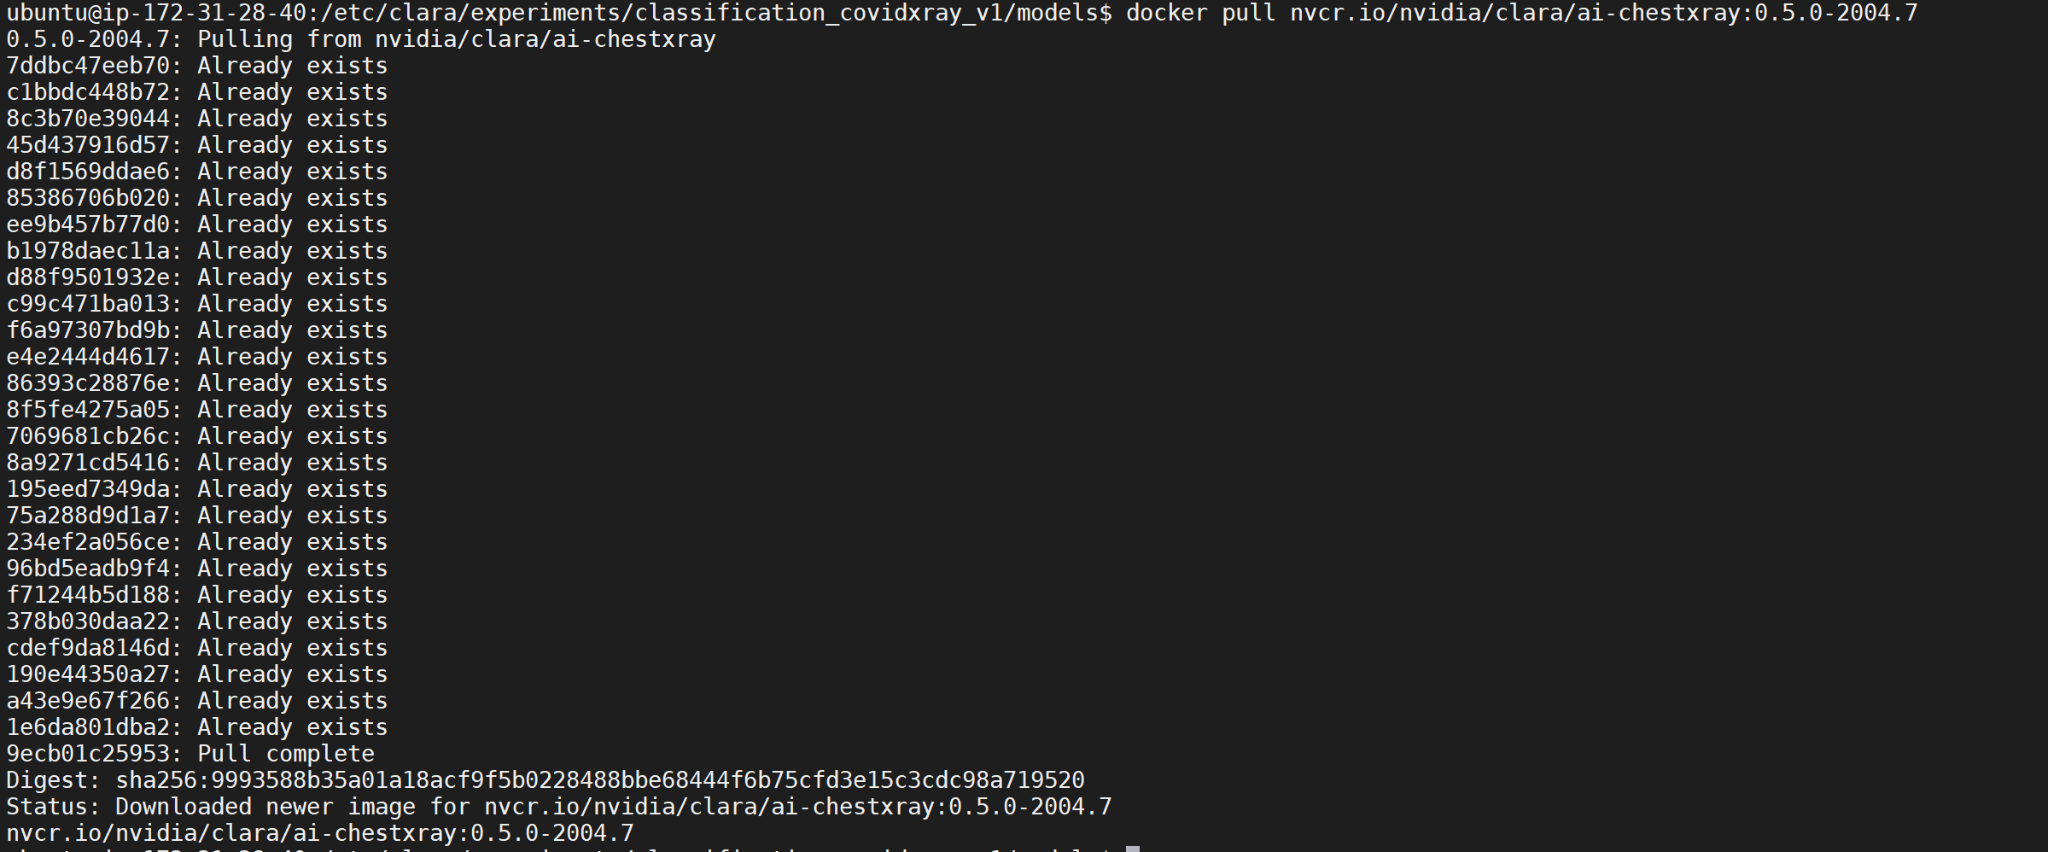 ubuntu@ip-172-31-28-40:/etc/clara/experiments/classification_covidxray_v1/models$ docker pull nvcr.io/nvidia/clara/ai-chestxray:0.5.0-2004.7
0.5.0-2004.7: Pulling from nvidia/clara/ai-chestxray
7ddbc47eeb70: Already exists
c1bbdc448b72: Already exists
8c3b70e39044: Already exists
45d437916d57: Already exists
d8f1569ddae6: Already exists
85386706b020: Already exists
ee9b457b77d0: Already exists
b1978daec11a: Already exists
d88f9501932e: Already exists
c99c471ba013: Already exists
f6a97307bd9b: Already exists
e4e2444d4617: Already exists
86393c28876e: Already exists
8f5fe4275a05: Already exists
7069681cb26c: Already exists
8a9271cd5416: Already exists
195eed7349da: Already exists
75a288d9d1a7: Already exists
234ef2a056ce: Already exists
96bd5eadb9f4: Already exists
f71244b5d188: Already exists
378b030daa22: Already exists
cdef9da8146d: Already exists
190e44350a27: Already exists
a43e9e67f266: Already exists
1e6da801dba2: Already exists
9ecb01c25953: Pull complete
Digest: sha256:9993588b35a01a18acf9f5b0228488bbe68444f6b75cfd3e15c3cdc98a719520
Status: Downloaded newer image for nvcr.io/nvidia/clara/ai-chestxray:0.5.0-2004.7
nvcr.io/nvidia/clara/ai-chestxray:0.5.0-2004.7